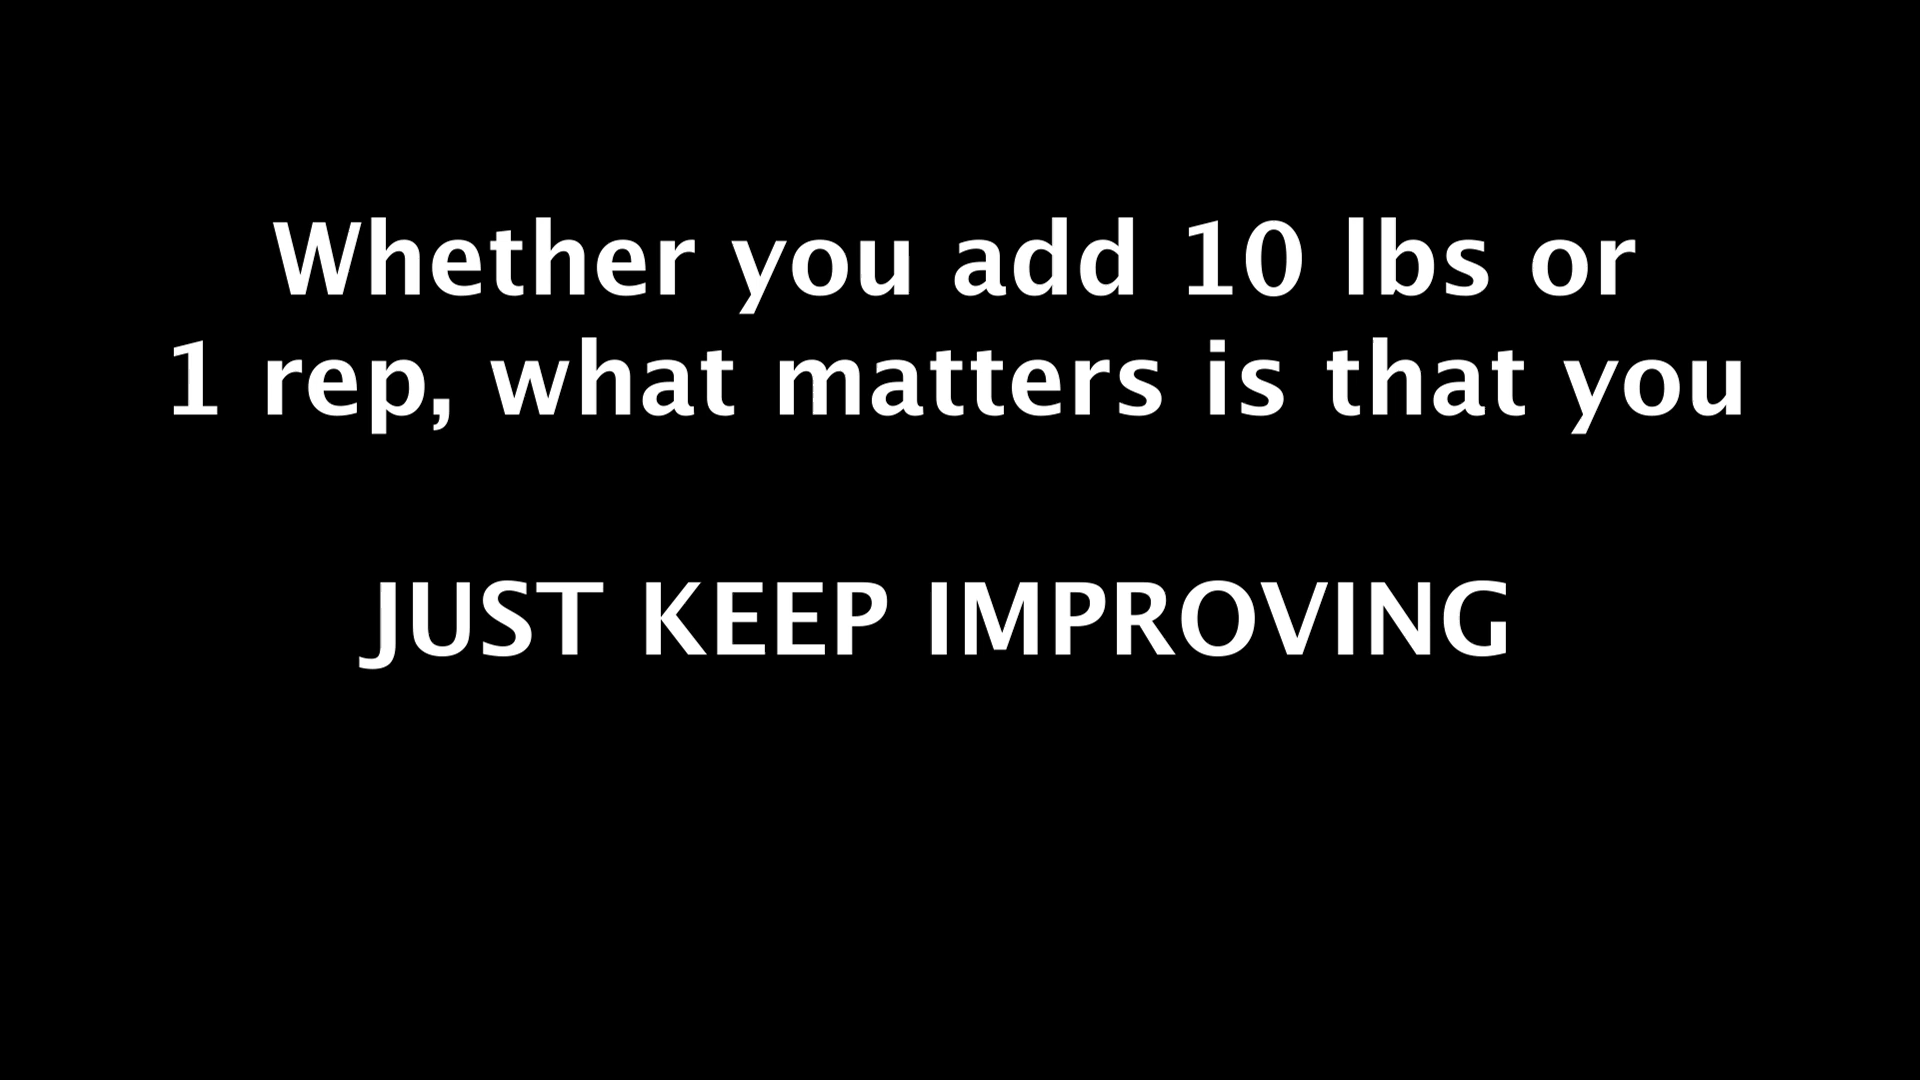 Whether you add 10 lbs or
1 rep, what matters is that you
JUST KEEP IMPROVING